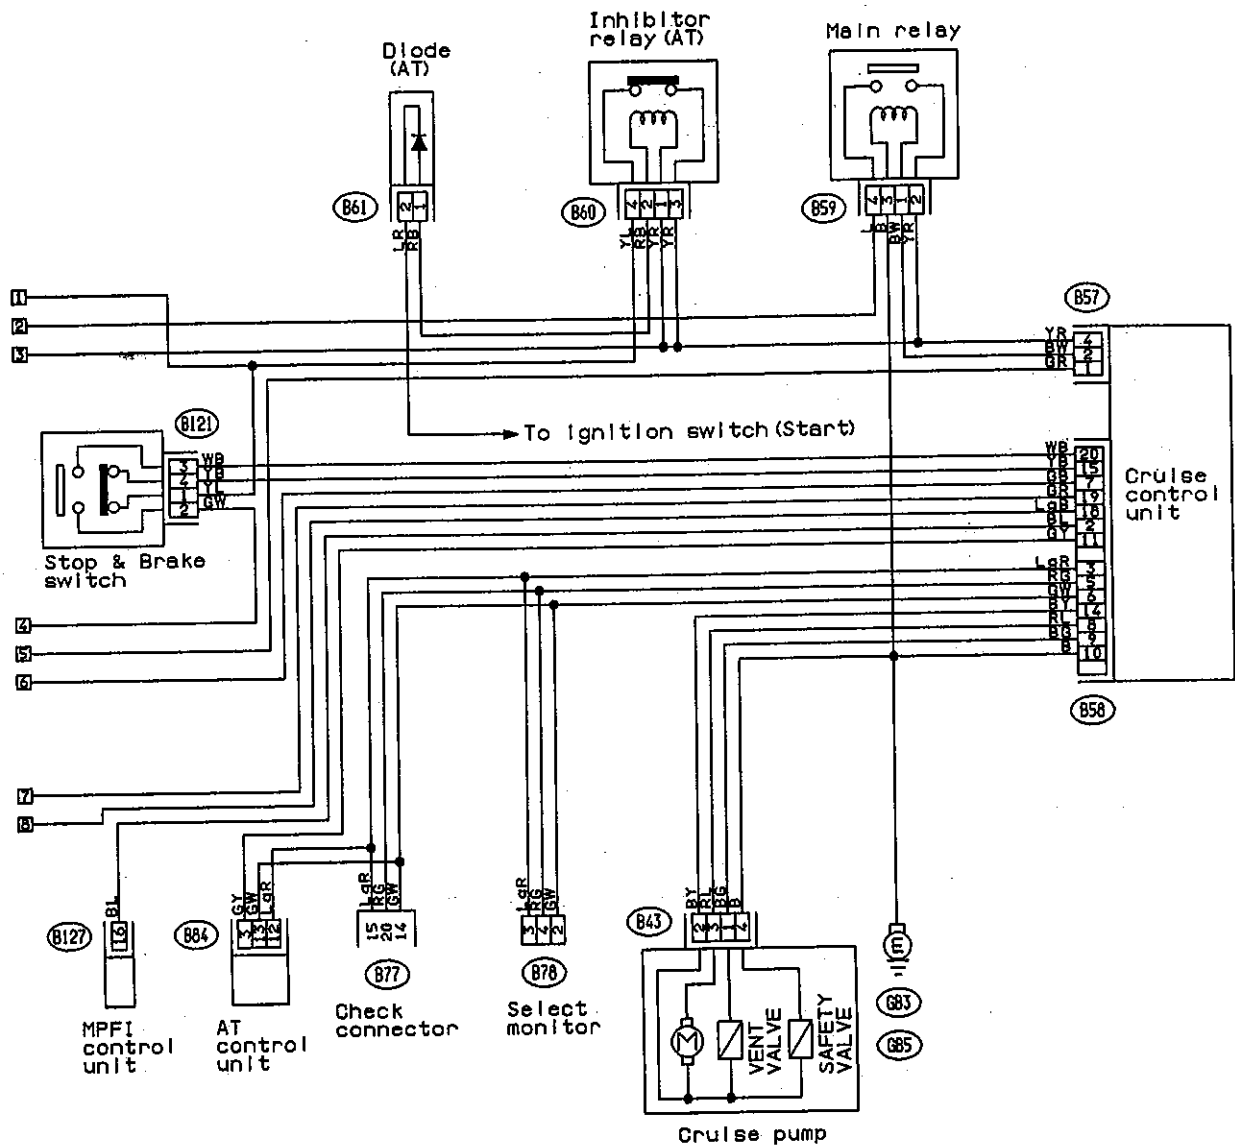 Inhibitor
relay (AT)
Main relay
Diode
(AT)
B61
2 1
LR
RB
B60
4 2 1 3
YL
RB
YR
YR
B59
4 3 1 2
L
B
BW
YR
B57
1
2
3
YR 4
BW 2
GR 1
B121
To ignition switch (Start)
3 WB
4 YB
1 YL
2 GW
Stop & Brake
switch
WB 20
YB 15
GB 7
GR 19
LgB 18
BL 2
GY 11
LgR 3
RG 5
GW 6
BY 14
RL 8
BG 9
B 10
Cruise
control
unit
4
5
6
B58
7
8
BL
16
B127
MPFI
control
unit
GY
GW
LgR
3 13 12
B84
AT
control
unit
LgR
RG
GW
15 20 14
B77
Check
connector
LgR
RG
GW
3 4 2
B78
Select
monitor
BY
RL
BG
B
B43
2 3 1 4
M
VENT
VALVE
SAFETY
VALVE
Cruise pump
E
GB3
GB5